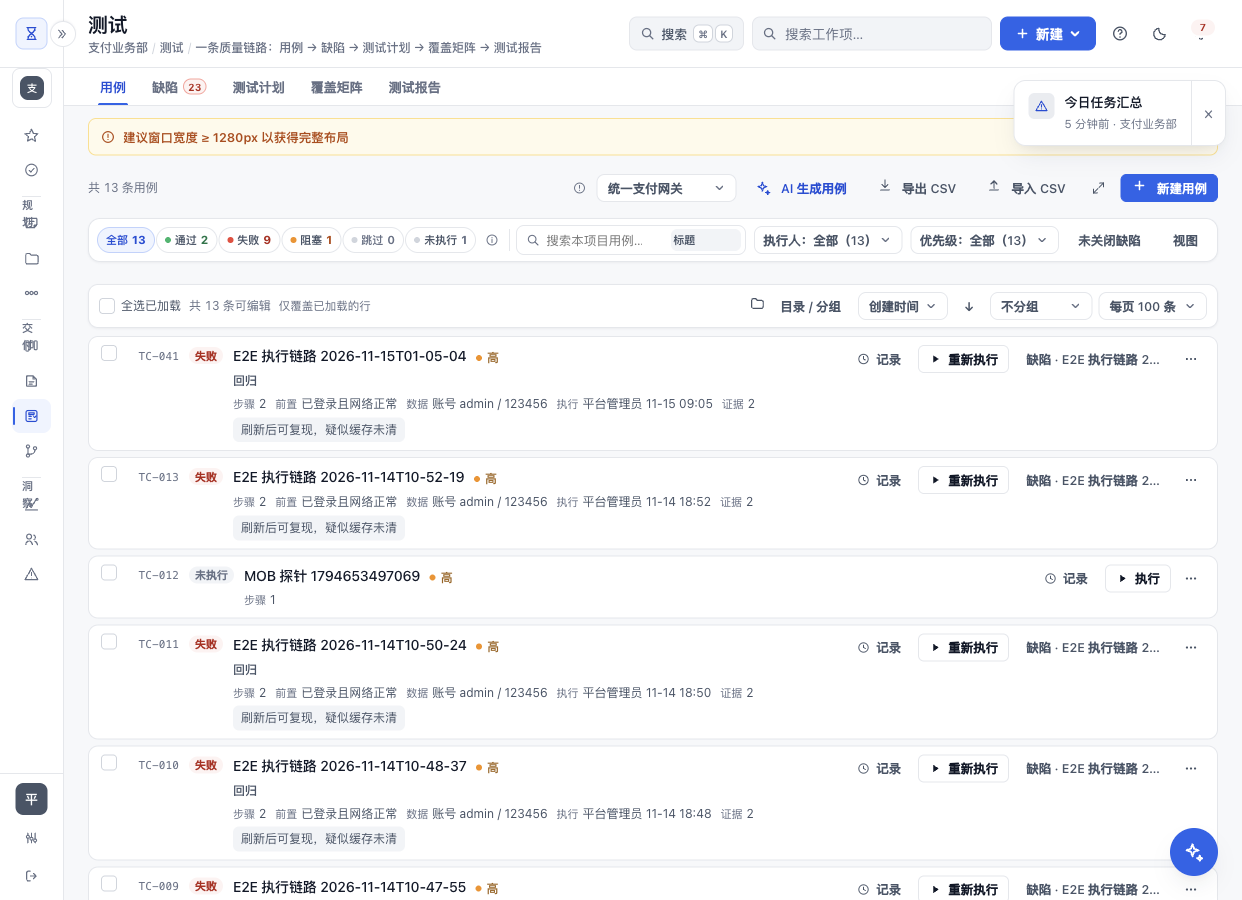 测试
支付业务部 / 测试 / 一条质量链路：用例 → 缺陷 → 测试计划 → 覆盖矩阵 → 测试报告
搜索 ⌘ K
搜索工作项...
+ 新建
7
支
用例
缺陷 23
测试计划
覆盖矩阵
测试报告
今日任务汇总
5 分钟前 · 支付业务部
建议窗口宽度 ≥ 1280px 以获得完整布局
共 13 条用例
统一支付网关
AI 生成用例
导出 CSV
导入 CSV
+ 新建用例
全部 13
通过 2
失败 9
阻塞 1
跳过 0
未执行 1
搜索本项目用例...
标题
执行人：全部（13）
优先级：全部（13）
未关闭缺陷
视图
全选已加载 共 13 条可编辑 仅覆盖已加载的行
目录 / 分组
创建时间
不分组
每页 100 条
TC-041 失败 E2E 执行链路 2026-11-15T01-05-04 高
记录 重新执行 缺陷 · E2E 执行链路 2...
回归
步骤 2 前置 已登录且网络正常 数据 账号 admin / 123456 执行 平台管理员 11-15 09:05 证据 2
刷新后可复现，疑似缓存未清
TC-013 失败 E2E 执行链路 2026-11-14T10-52-19 高
记录 重新执行 缺陷 · E2E 执行链路 2...
步骤 2 前置 已登录且网络正常 数据 账号 admin / 123456 执行 平台管理员 11-14 18:52 证据 2
刷新后可复现，疑似缓存未清
TC-012 未执行 MOB 探针 1794653497069 高
记录 执行
步骤 1
TC-011 失败 E2E 执行链路 2026-11-14T10-50-24 高
记录 重新执行 缺陷 · E2E 执行链路 2...
回归
步骤 2 前置 已登录且网络正常 数据 账号 admin / 123456 执行 平台管理员 11-14 18:50 证据 2
刷新后可复现，疑似缓存未清
TC-010 失败 E2E 执行链路 2026-11-14T10-48-37 高
记录 重新执行 缺陷 · E2E 执行链路 2...
回归
步骤 2 前置 已登录且网络正常 数据 账号 admin / 123456 执行 平台管理员 11-14 18:48 证据 2
刷新后可复现，疑似缓存未清
TC-009 失败 E2E 执行链路 2026-11-14T10-47-55 高
记录 重新执行 缺陷 · E2E 执行链路 2...
规
交
洞
平